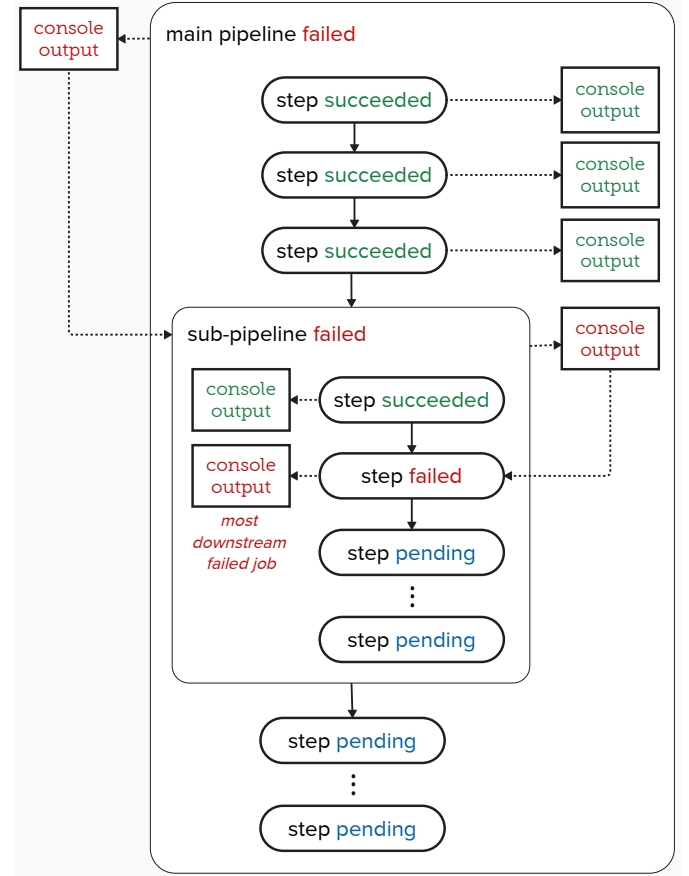 console
output
main pipeline failed
step succeeded
console
output
step succeeded
console
output
step succeeded
console
output
sub-pipeline failed
console
output
console
output
step succeeded
console
output
step failed
most
downstream
failed job
step pending
step pending
step pending
step pending